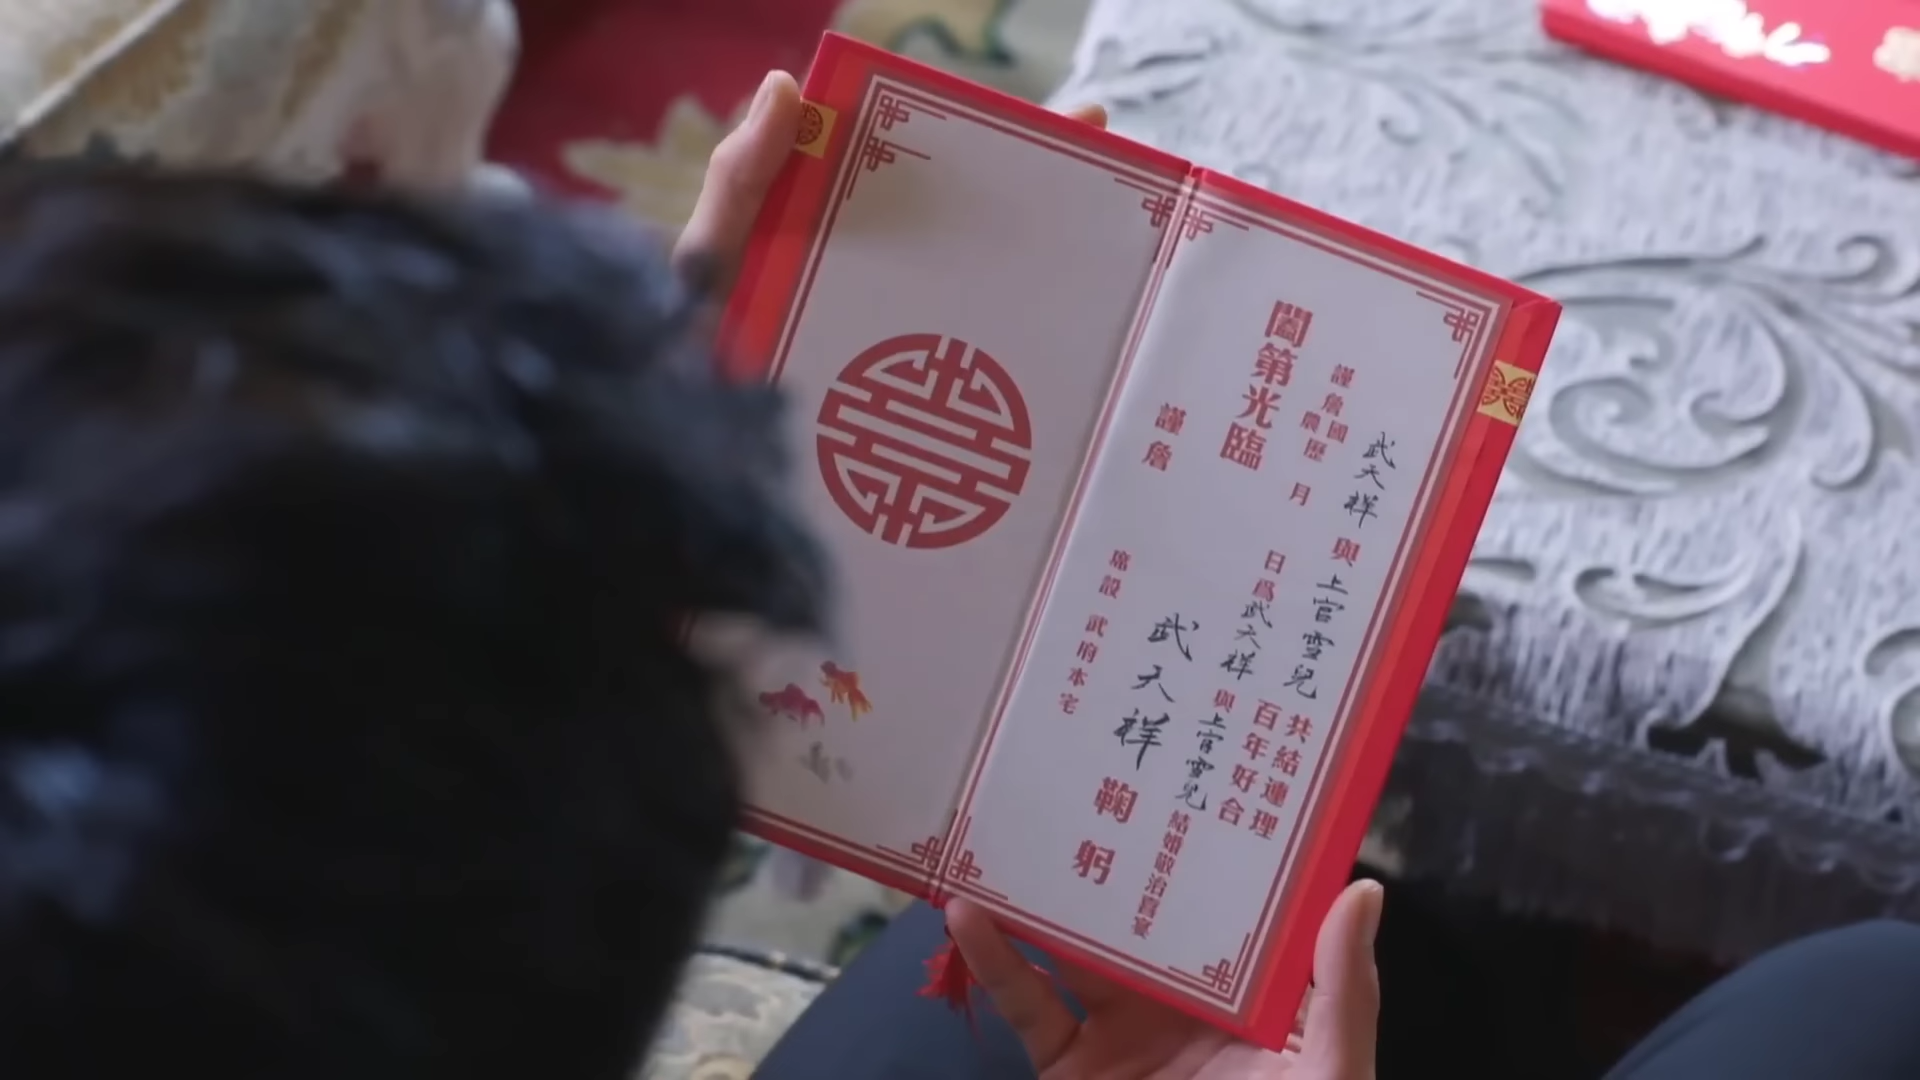 武天祥與上官雪兒共結連理
百年好合
謹詹國
農歷 月 日爲武天祥與上官雪兒結婚敬治喜宴
闔第光臨
謹詹 武天祥鞠躬
席設 武府本宅